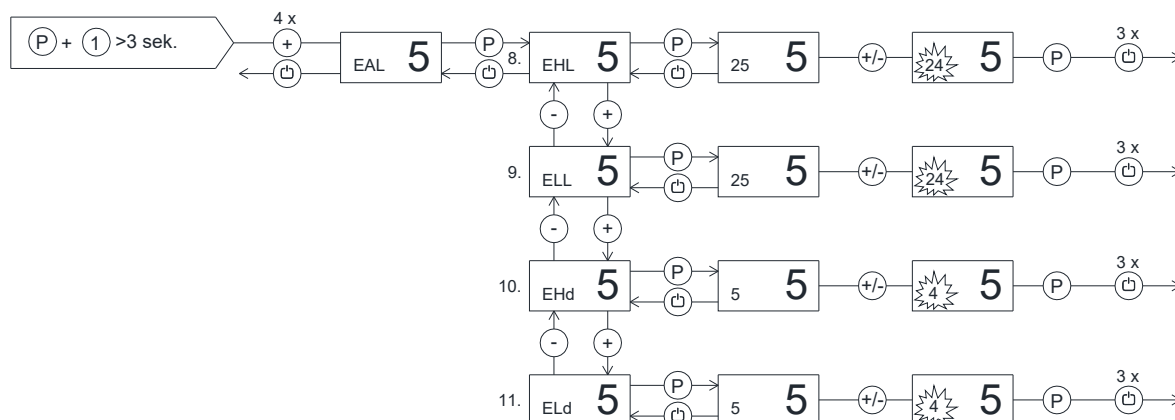 4 x
P + 1 >3 sek.
+
EAL 5
P
8. EHL 5
P
25 5
+/-
24 5
P
3 x
- +
9. ELL 5
P
25 5
+/-
24 5
P
3 x
- +
10. EHd 5
P
5 5
+/-
4 5
P
3 x
- +
11. ELd 5
P
5 5
+/-
4 5
P
3 x